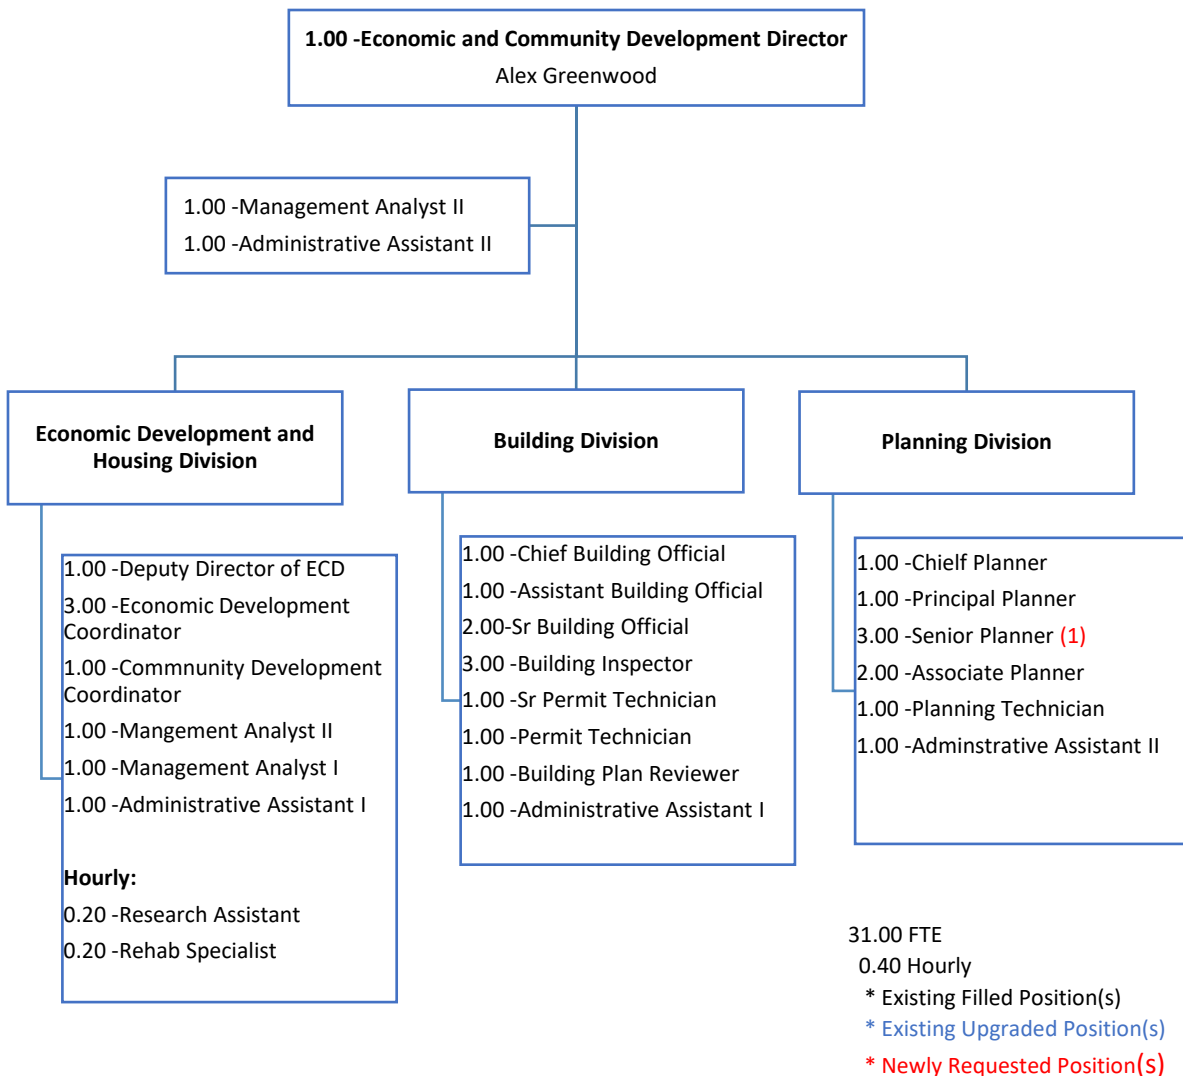 1.00 -Economic and Community Development Director
Alex Greenwood
1.00 -Management Analyst II
1.00 -Administrative Assistant II
Economic Development and
Housing Division
Building Division
Planning Division
1.00 -Deputy Director of ECD
3.00 -Economic Development
Coordinator
1.00 -Commnunity Development
Coordinator
1.00 -Mangement Analyst II
1.00 -Management Analyst I
1.00 -Administrative Assistant I
Hourly:
0.20 -Research Assistant
0.20 -Rehab Specialist
1.00 -Chief Building Official
1.00 -Assistant Building Official
2.00-Sr Building Official
3.00 -Building Inspector
1.00 -Sr Permit Technician
1.00 -Permit Technician
1.00 -Building Plan Reviewer
1.00 -Administrative Assistant I
1.00 -Chielf Planner
1.00 -Principal Planner
3.00 -Senior Planner (1)
2.00 -Associate Planner
1.00 -Planning Technician
1.00 -Adminstrative Assistant II
31.00 FTE
0.40 Hourly
* Existing Filled Position(s)
* Existing Upgraded Position(s)
* Newly Requested Position(s)